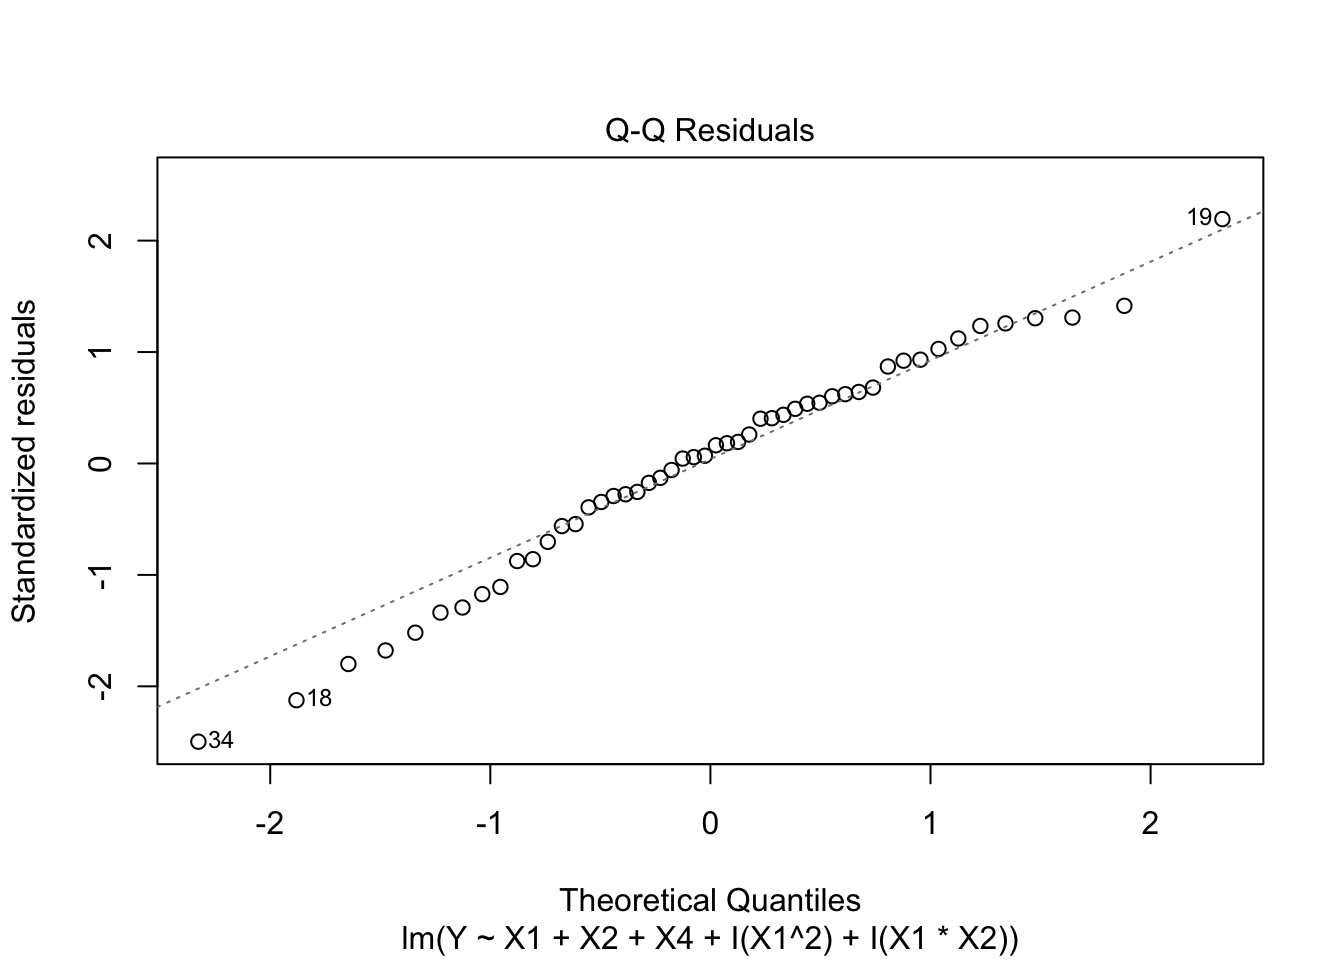 Q-Q Residuals
Standardized residuals
2
1
0
-1
-2
19
18
34
-2 -1 0 1 2
Theoretical Quantiles
lm(Y ~ X1 + X2 + X4 + I(X1^2) + I(X1 * X2))